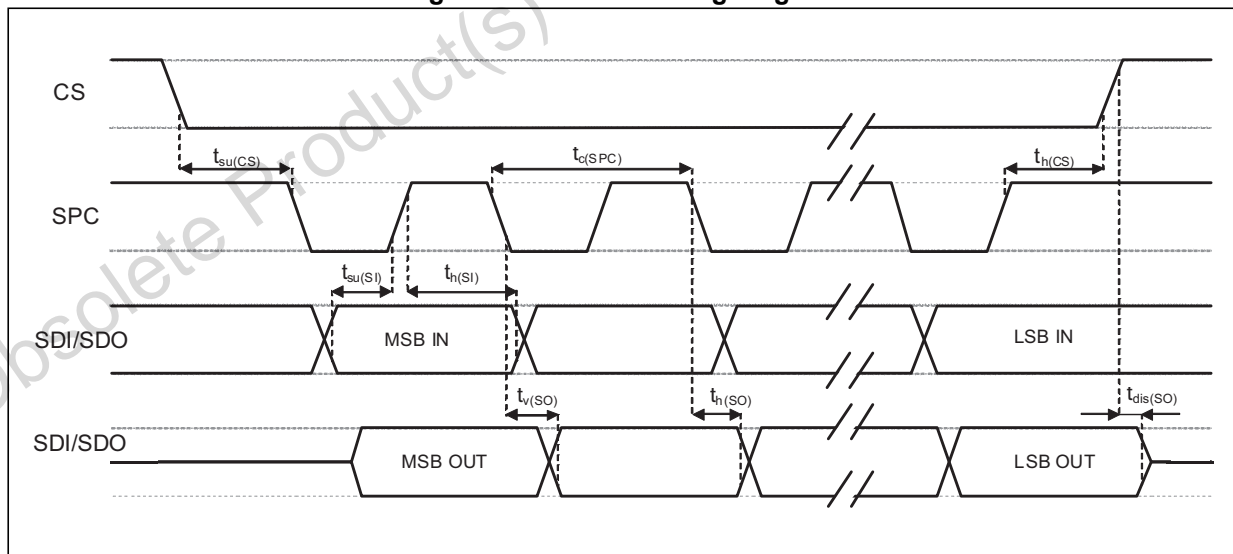 Obsolete Product(s)
CS
t_su(CS)
t_c(SPC)
t_h(CS)
SPC
t_su(SI)
t_h(SI)
SDI/SDO
MSB IN
LSB IN
t_v(SO)
t_h(SO)
t_dis(SO)
SDI/SDO
MSB OUT
LSB OUT